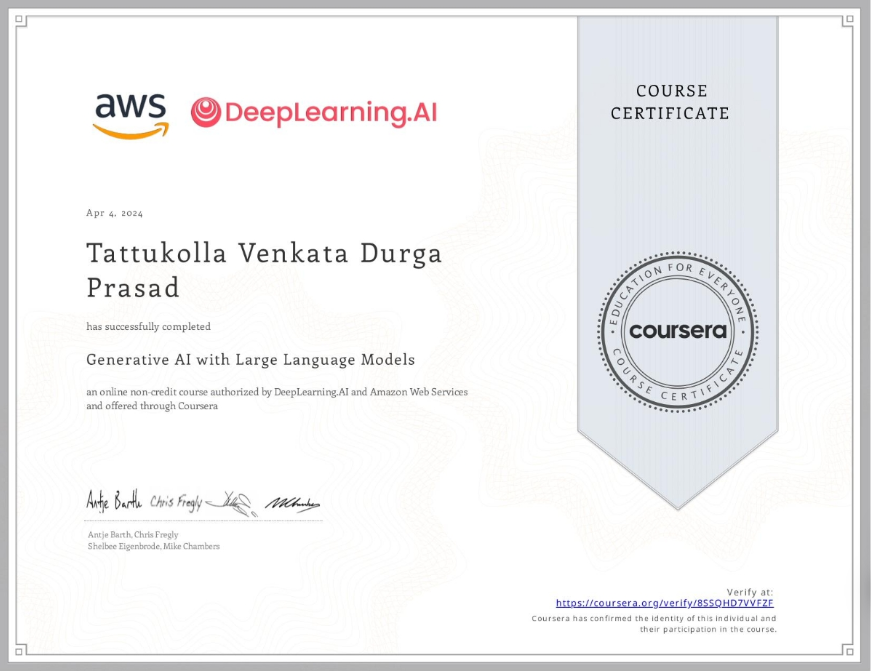 aws DeepLearning.AI
COURSE
CERTIFICATE
Apr 4, 2024
Tattukolla Venkata Durga
Prasad
has successfully completed
Generative AI with Large Language Models
an online non-credit course authorized by DeepLearning.AI and Amazon Web Services
and offered through Coursera
EDUCATION FOR EVERYONE
coursera
COURSE CERTIFICATE
Antje Barth Chris Fregly
Antje Barth, Chris Fregly
Shelbee Eigenbrode, Mike Chambers
Verify at:
https://coursera.org/verify/8SSQHD7VVFZF
Coursera has confirmed the identity of this individual and
their participation in the course.